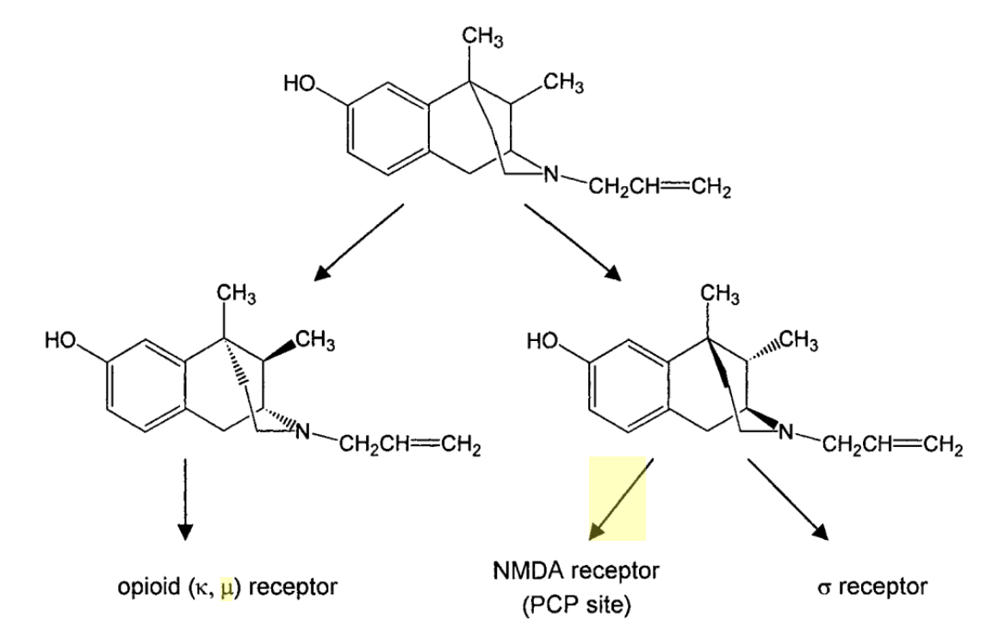 CH₃
HO
CH₃
N
CH₂CH=CH₂
CH₃
HO
CH₃
N
CH₂CH=CH₂
CH₃
HO
CH₃
N
CH₂CH=CH₂
opioid (κ, μ) receptor
NMDA receptor
(PCP site)
σ receptor